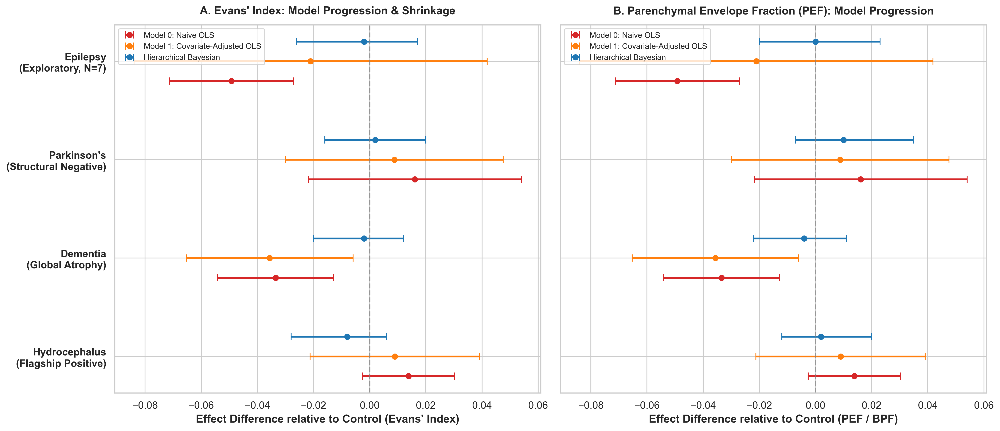 A. Evans' Index: Model Progression & Shrinkage
Model 0: Naive OLS
Model 1: Covariate-Adjusted OLS
Hierarchical Bayesian
Epilepsy
(Exploratory, N=7)
Parkinson's
(Structural Negative)
Dementia
(Global Atrophy)
Hydrocephalus
(Flagship Positive)
−0.08 −0.06 −0.04 −0.02 0.00 0.02 0.04 0.06
Effect Difference relative to Control (Evans' Index)
B. Parenchymal Envelope Fraction (PEF): Model Progression
Model 0: Naive OLS
Model 1: Covariate-Adjusted OLS
Hierarchical Bayesian
−0.08 −0.06 −0.04 −0.02 0.00 0.02 0.04 0.06
Effect Difference relative to Control (PEF / BPF)